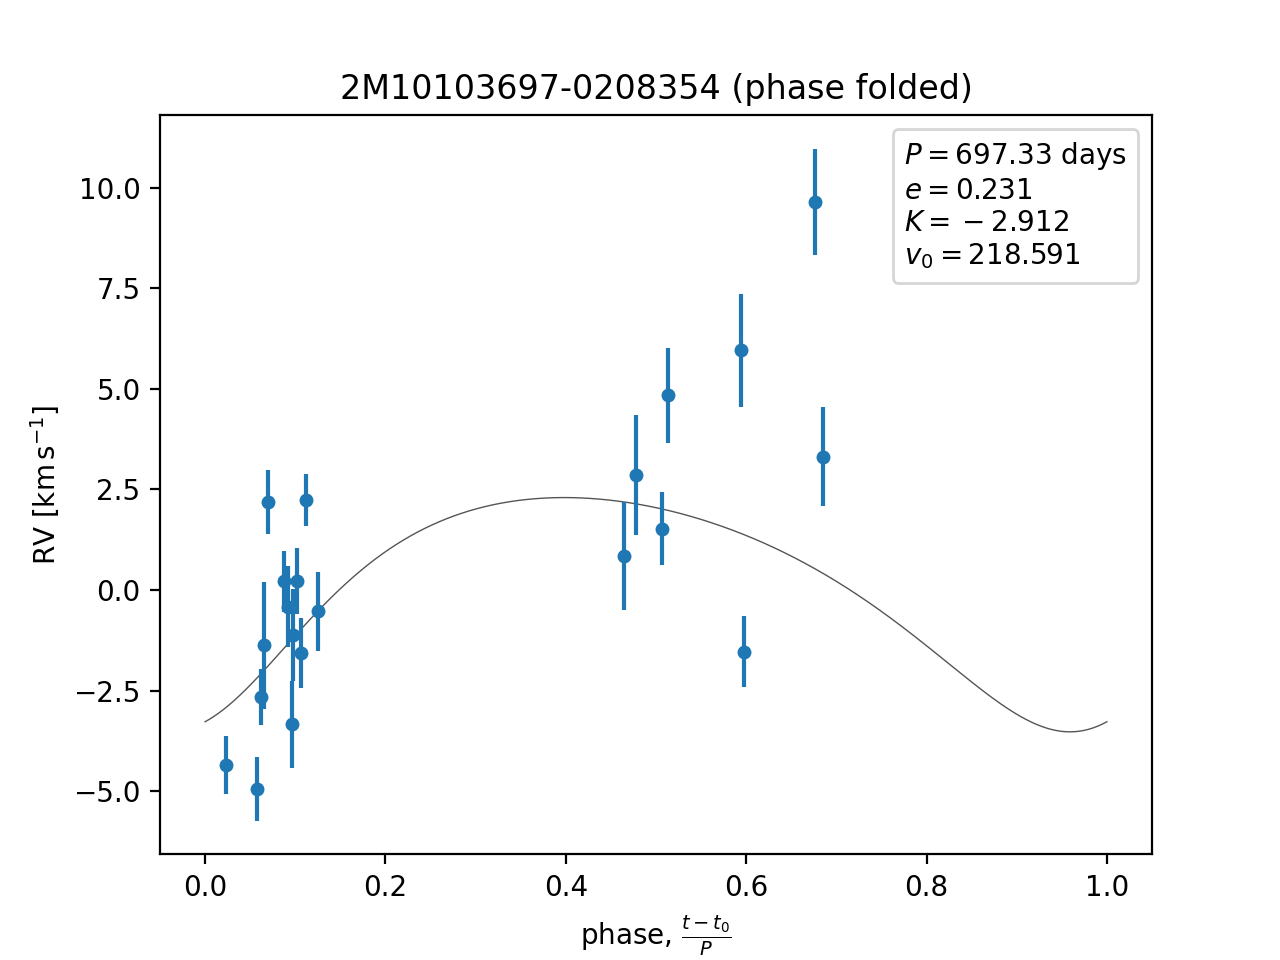 2M10103697-0208354 (phase folded)
P = 697.33 days
e = 0.231
K = −2.912
v₀ = 218.591
RV [km s⁻¹]
10.0
7.5
5.0
2.5
0.0
−2.5
−5.0
0.0 0.2 0.4 0.6 0.8 1.0
phase, (t − t₀)/P